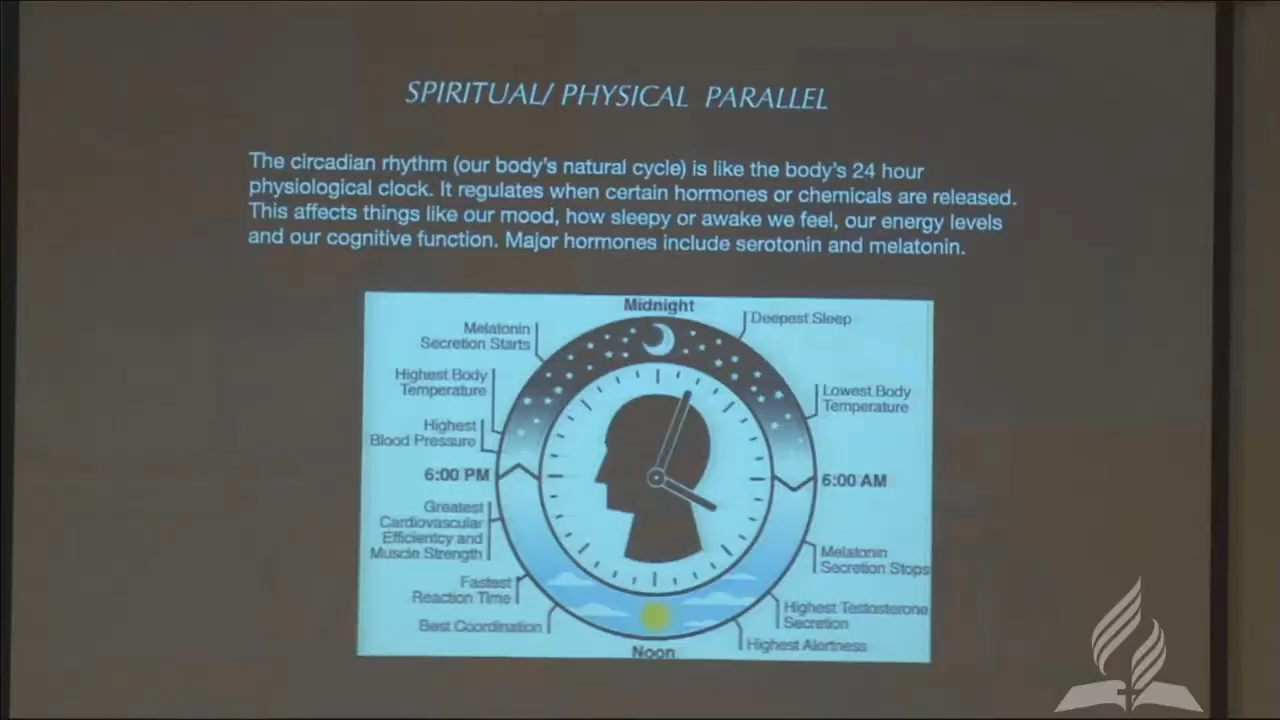 SPIRITUAL/ PHYSICAL PARALLEL
The circadian rhythm (our body's natural cycle) is like the body's 24 hour
physiological clock. It regulates when certain hormones or chemicals are released.
This affects things like our mood, how sleepy or awake we feel, our energy levels
and our cognitive function. Major hormones include serotonin and melatonin.
Midnight
Deepest Sleep
Melatonin
Secretion Starts
Highest Body
Temperature
Lowest Body
Temperature
Highest
Blood Pressure
6:00 PM
6:00 AM
Greatest
Cardiovascular
Efficientcy and
Muscle Strength
Melatonin
Secretion Stops
Fastest
Reaction Time
Highest Testosterone
Secretion
Best Coordination
Highest Alertness
Noon